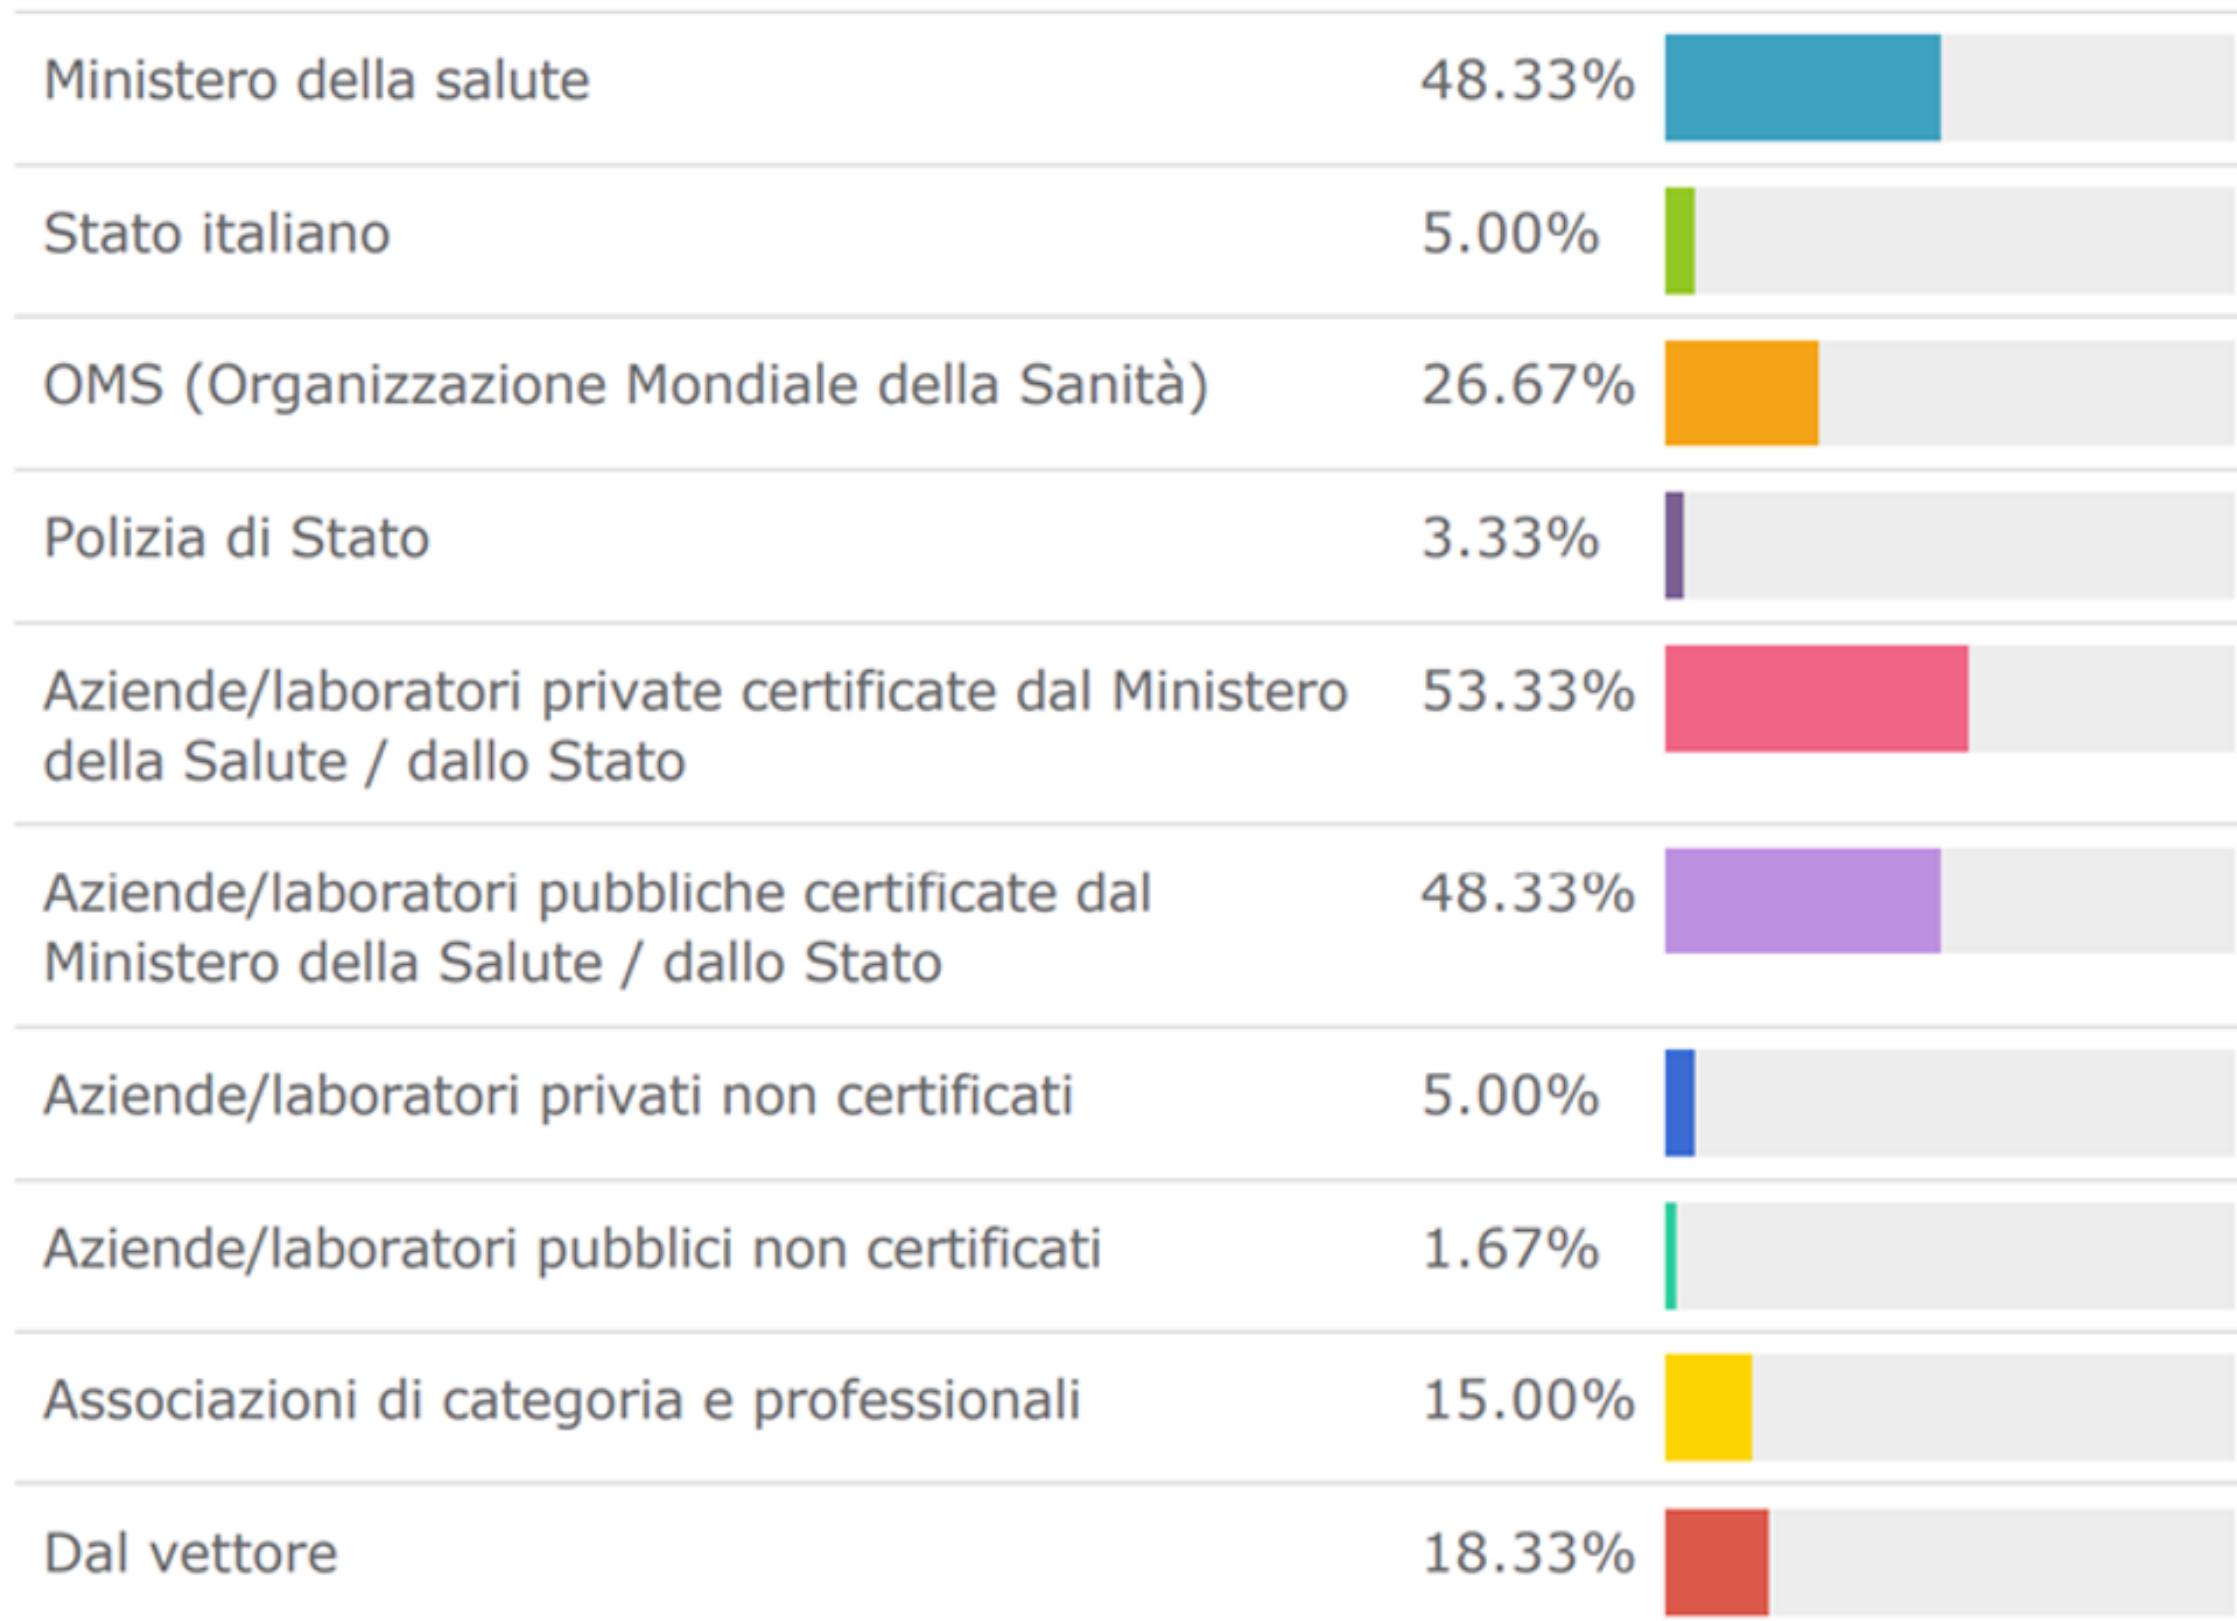 Ministero della salute 48.33%
Stato italiano 5.00%
OMS (Organizzazione Mondiale della Sanità) 26.67%
Polizia di Stato 3.33%
Aziende/laboratori private certificate dal Ministero 53.33%
della Salute / dallo Stato
Aziende/laboratori pubbliche certificate dal 48.33%
Ministero della Salute / dallo Stato
Aziende/laboratori privati non certificati 5.00%
Aziende/laboratori pubblici non certificati 1.67%
Associazioni di categoria e professionali 15.00%
Dal vettore 18.33%